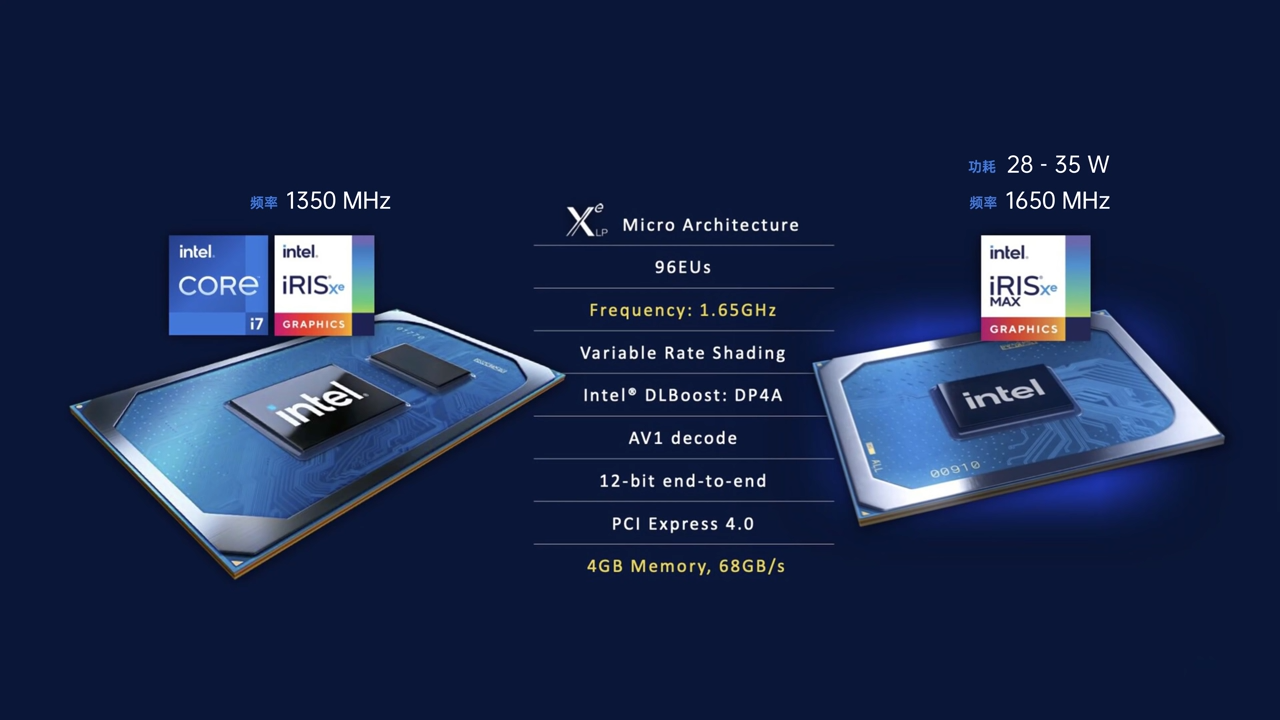 功耗 28 - 35 W
频率 1350 MHz
频率 1650 MHz
intel.
CORE
i7
intel.
iRIS Xe
GRAPHICS
Xe LP Micro Architecture
96EUs
Frequency: 1.65GHz
Variable Rate Shading
Intel® DLBoost: DP4A
AV1 decode
12-bit end-to-end
PCI Express 4.0
4GB Memory, 68GB/s
intel.
iRIS Xe
MAX
GRAPHICS
intel.
intel
00910